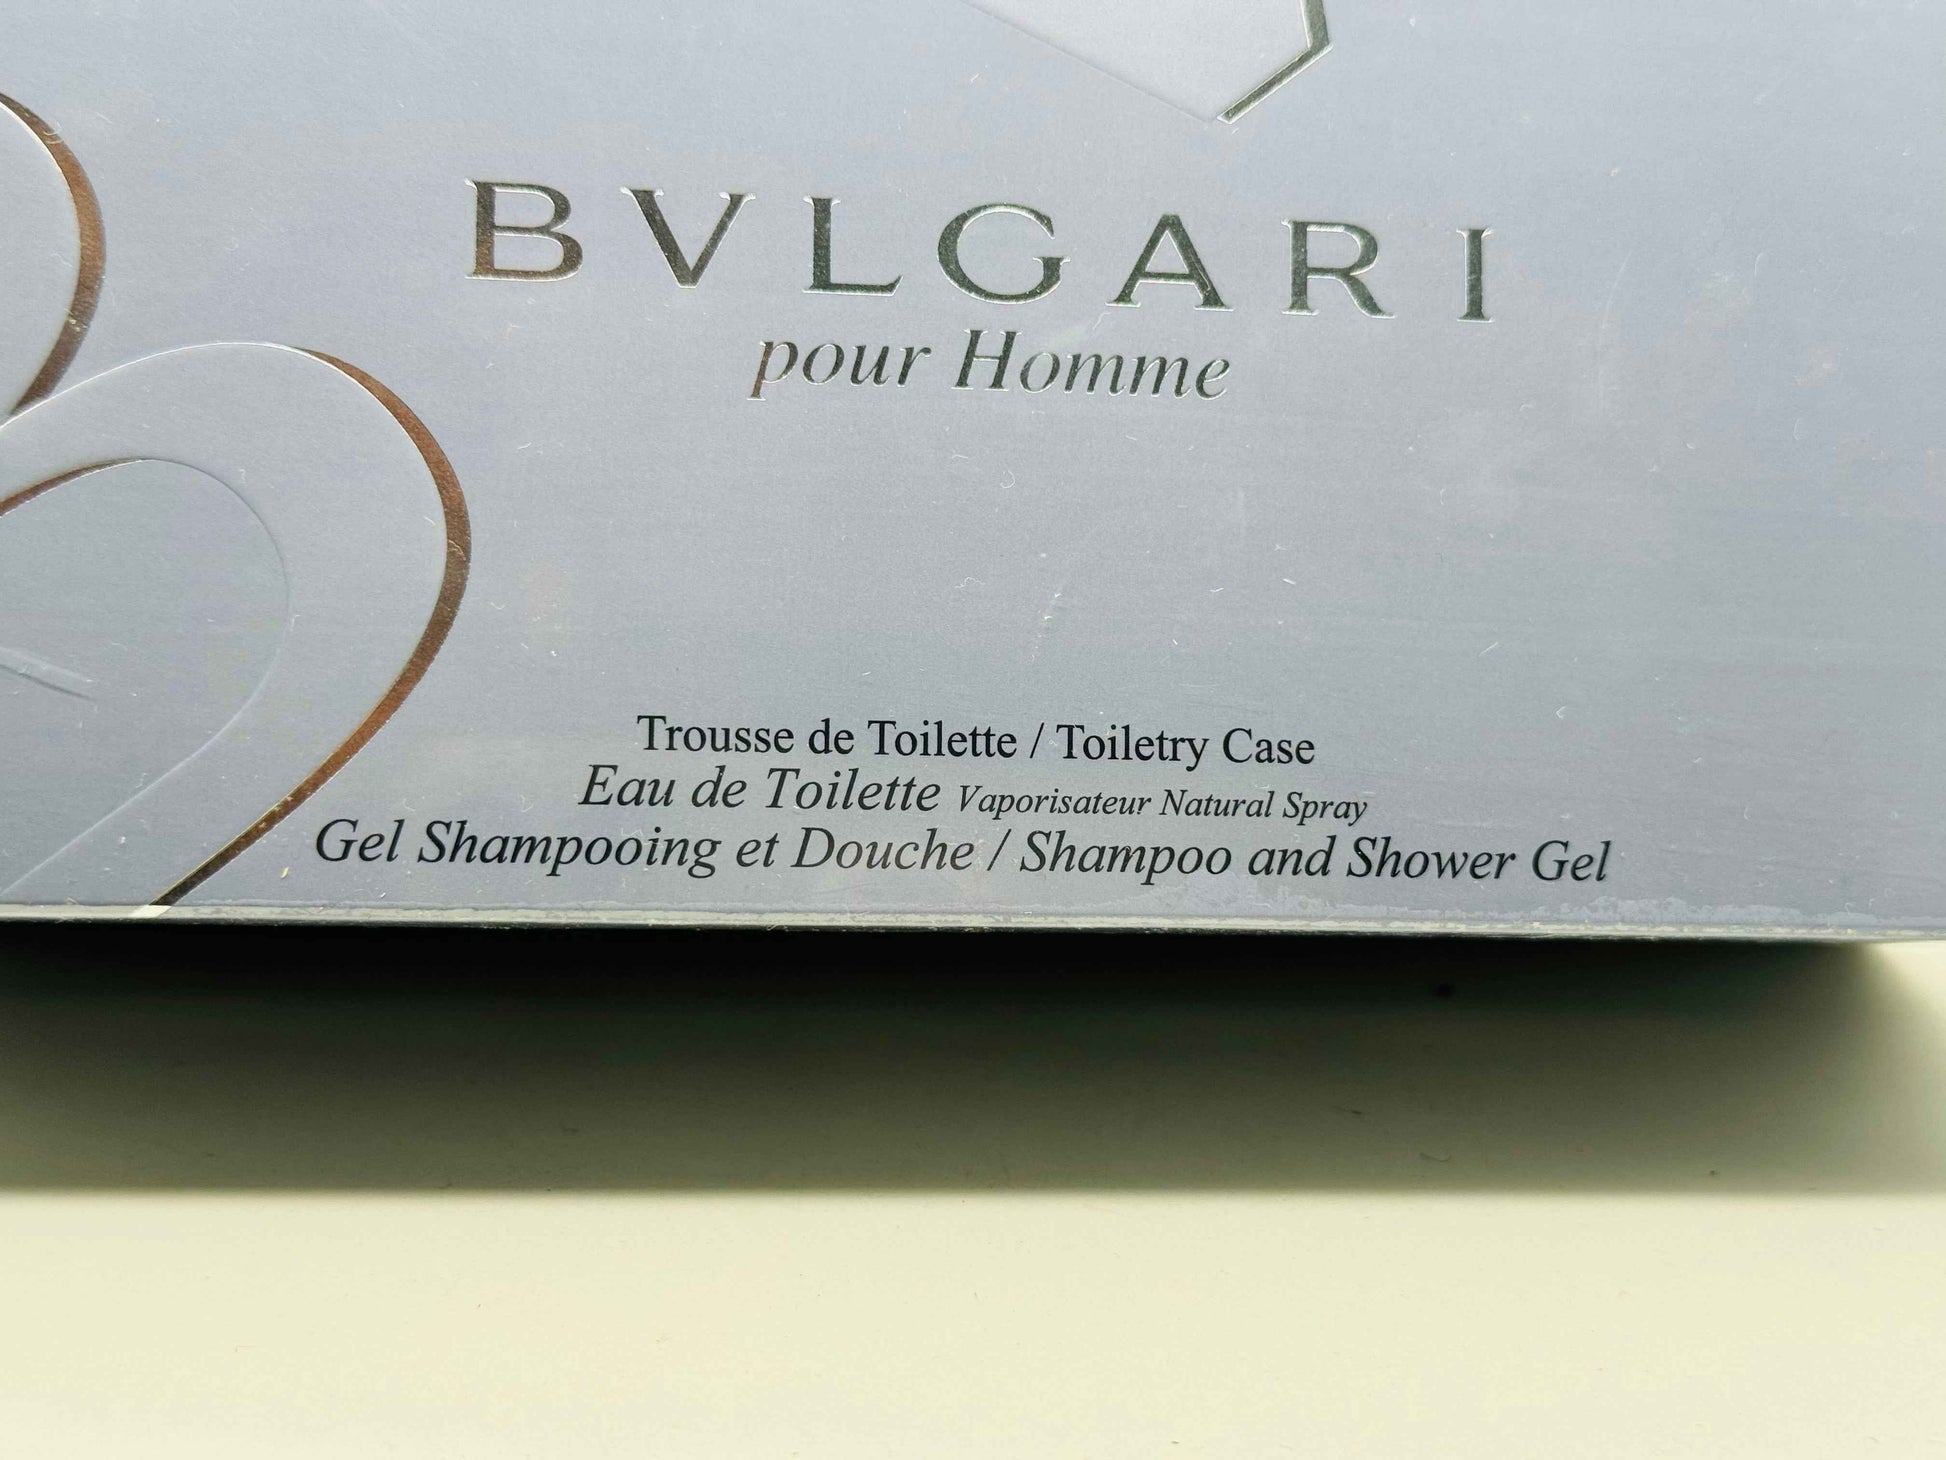 BVLGARI
pour Homme
Trousse de Toilette / Toiletry Case
Eau de Toilette Vaporisateur Natural Spray
Gel Shampooing et Douche / Shampoo and Shower Gel